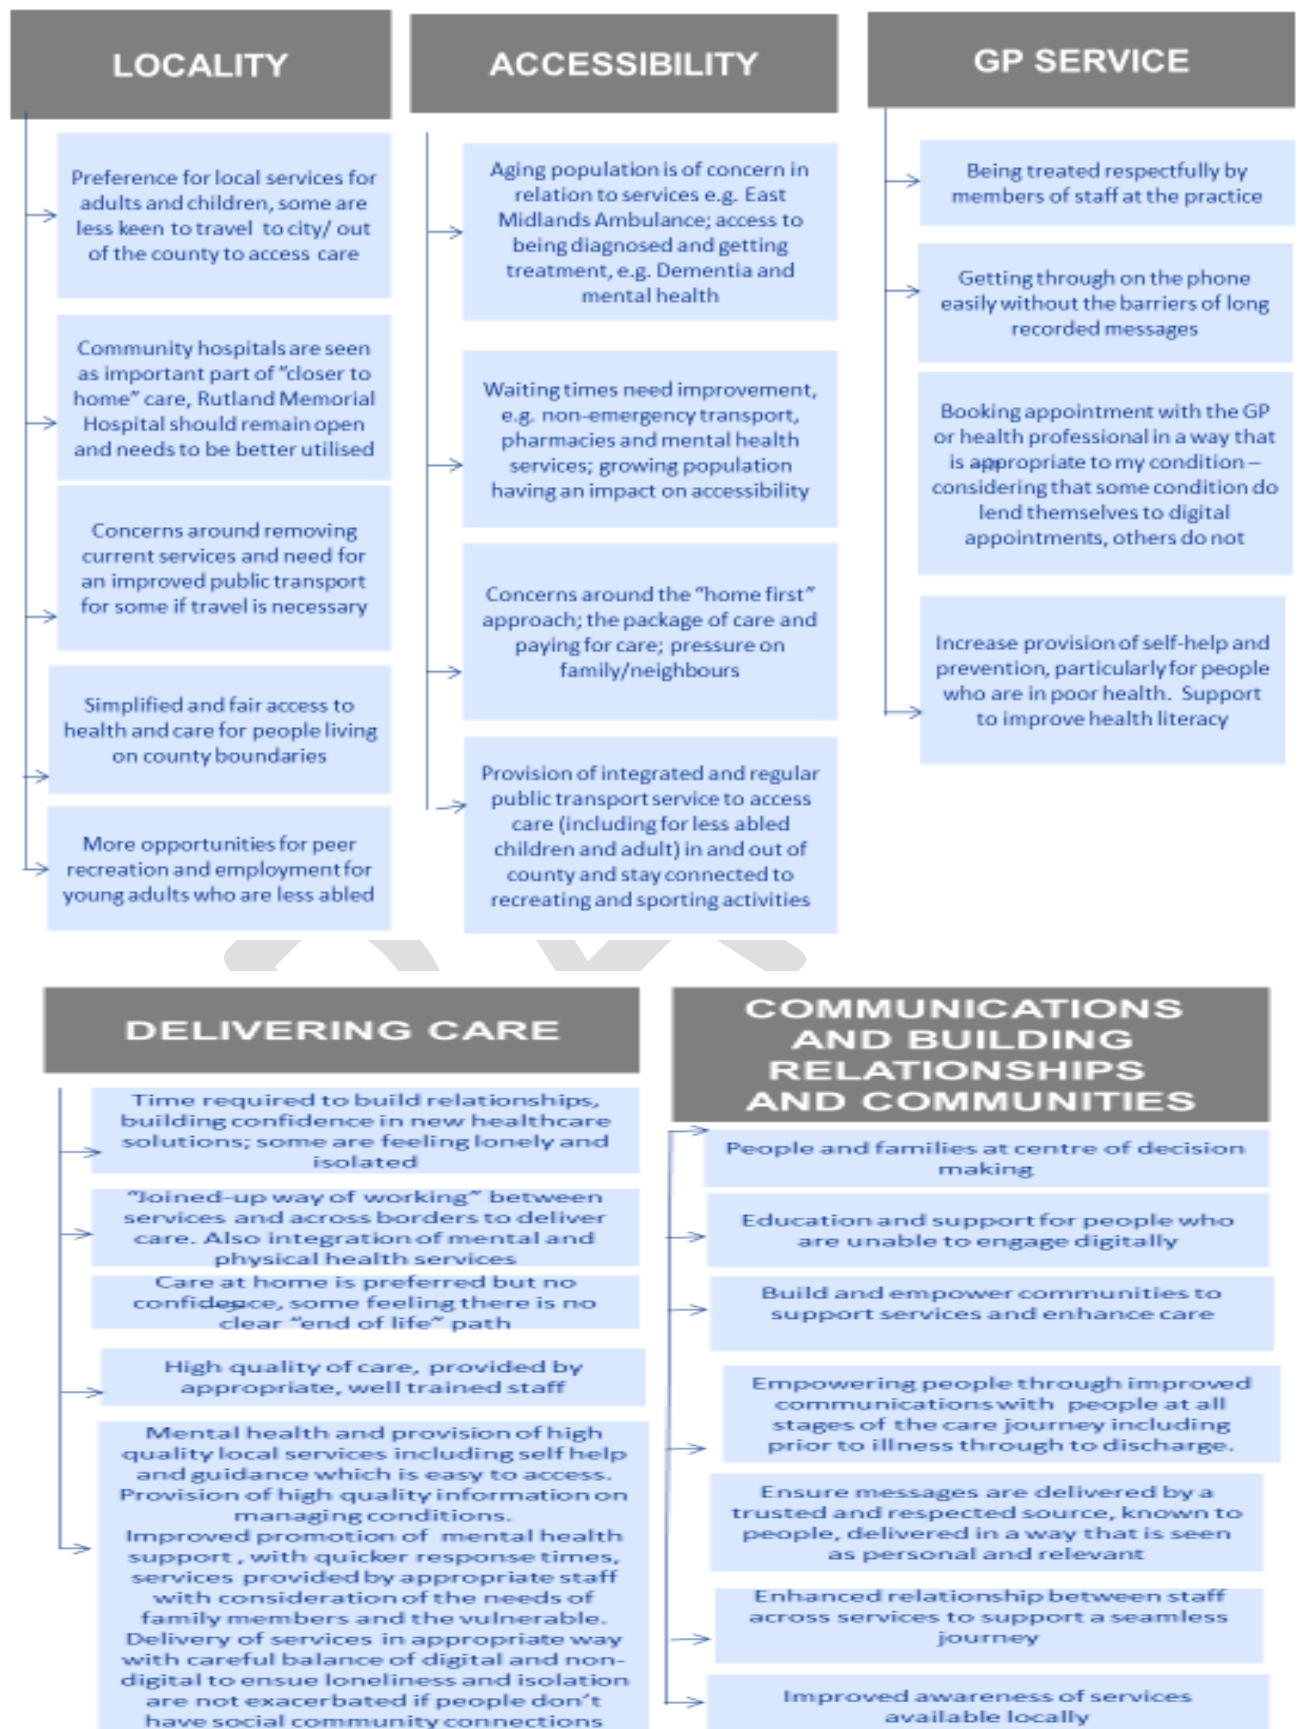 LOCALITY
Preference for local services for
adults and children, some are
less keen to travel to city/ out
of the county to access care
Community hospitals are seen
as important part of “closer to
home” care, Rutland Memorial
Hospital should remain open
and needs to be better utilised
Concerns around removing
current services and need for
an improved public transport
for some if travel is necessary
Simplified and fair access to
health and care for people living
on county boundaries
More opportunities for peer
recreation and employment for
young adults who are less abled
ACCESSIBILITY
Aging population is of concern in
relation to services e.g. East
Midlands Ambulance; access to
being diagnosed and getting
treatment, e.g. Dementia and
mental health
Waiting times need improvement,
e.g. non-emergency transport,
pharmacies and mental health
services; growing population
having an impact on accessibility
Concerns around the “home first”
approach; the package of care and
paying for care; pressure on
family/neighbours
Provision of integrated and regular
public transport service to access
care (including for less abled
children and adult) in and out of
county and stay connected to
recreating and sporting activities
GP SERVICE
Being treated respectfully by
members of staff at the practice
Getting through on the phone
easily without the barriers of long
recorded messages
Booking appointment with the GP
or health professional in a way that
is appropriate to my condition –
considering that some condition do
lend themselves to digital
appointments, others do not
Increase provision of self-help and
prevention, particularly for people
who are in poor health. Support
to improve health literacy
DELIVERING CARE
Time required to build relationships,
building confidence in new healthcare
solutions; some are feeling lonely and
isolated
“Joined-up way of working” between
services and across borders to deliver
care. Also integration of mental and
physical health services
Care at home is preferred but no
confidence, some feeling there is no
clear “end of life” path
High quality of care, provided by
appropriate, well trained staff
Mental health and provision of high
quality local services including self help
and guidance which is easy to access.
Provision of high quality information on
managing conditions.
Improved promotion of mental health
support , with quicker response times,
services provided by appropriate staff
with consideration of the needs of
family members and the vulnerable.
Delivery of services in appropriate way
with careful balance of digital and non-
digital to ensue loneliness and isolation
are not exacerbated if people don’t
have social community connections
COMMUNICATIONS
AND BUILDING
RELATIONSHIPS
AND COMMUNITIES
People and families at centre of decision
making
Education and support for people who
are unable to engage digitally
Build and empower communities to
support services and enhance care
Empowering people through improved
communications with people at all
stages of the care journey including
prior to illness through to discharge.
Ensure messages are delivered by a
trusted and respected source, known to
people, delivered in a way that is seen
as personal and relevant
Enhanced relationship between staff
across services to support a seamless
journey
Improved awareness of services
available locally